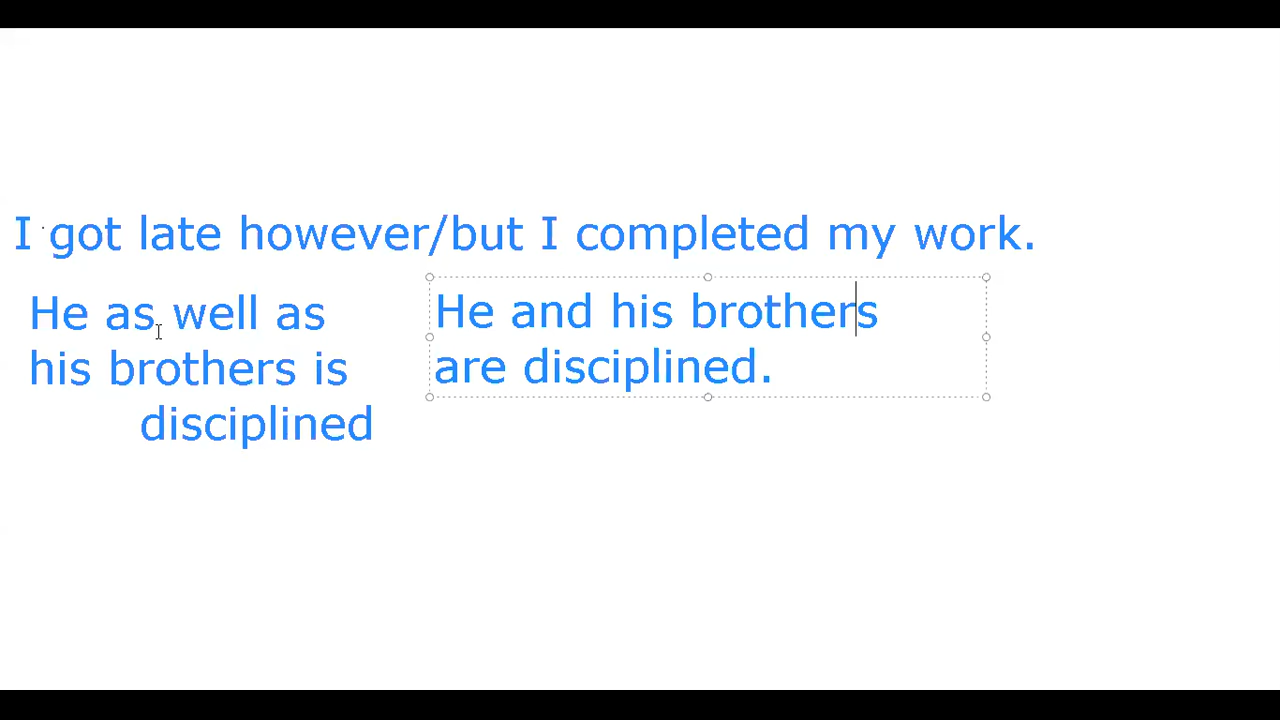 I got late however/but I completed my work.
He as well as
his brothers is
disciplined
He and his brothers
are disciplined.